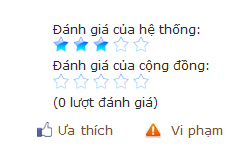 Đánh giá của hệ thống:
Đánh giá của cộng đồng:
(0 lượt đánh giá)
Ưa thích Vi phạm